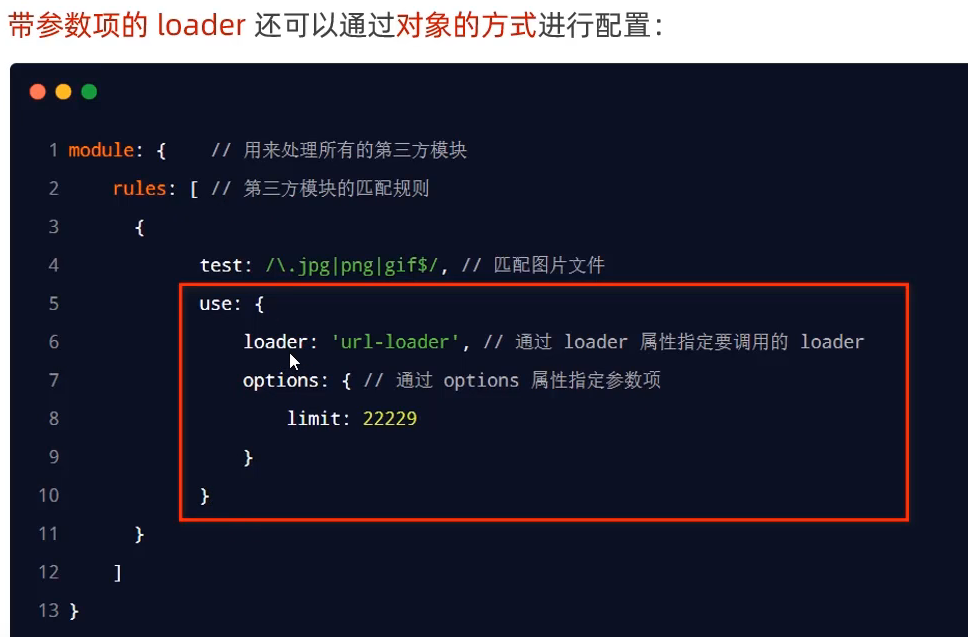 带参数项的 loader 还可以通过对象的方式进行配置：
1 module: { // 用来处理所有的第三方模块
2 rules: [ // 第三方模块的匹配规则
3 {
4 test: /\.jpg|png|gif$/, // 匹配图片文件
5 use: {
6 loader: 'url-loader', // 通过 loader 属性指定要调用的 loader
7 options: { // 通过 options 属性指定参数项
8 limit: 22229
9 }
10 }
11 }
12 ]
13 }